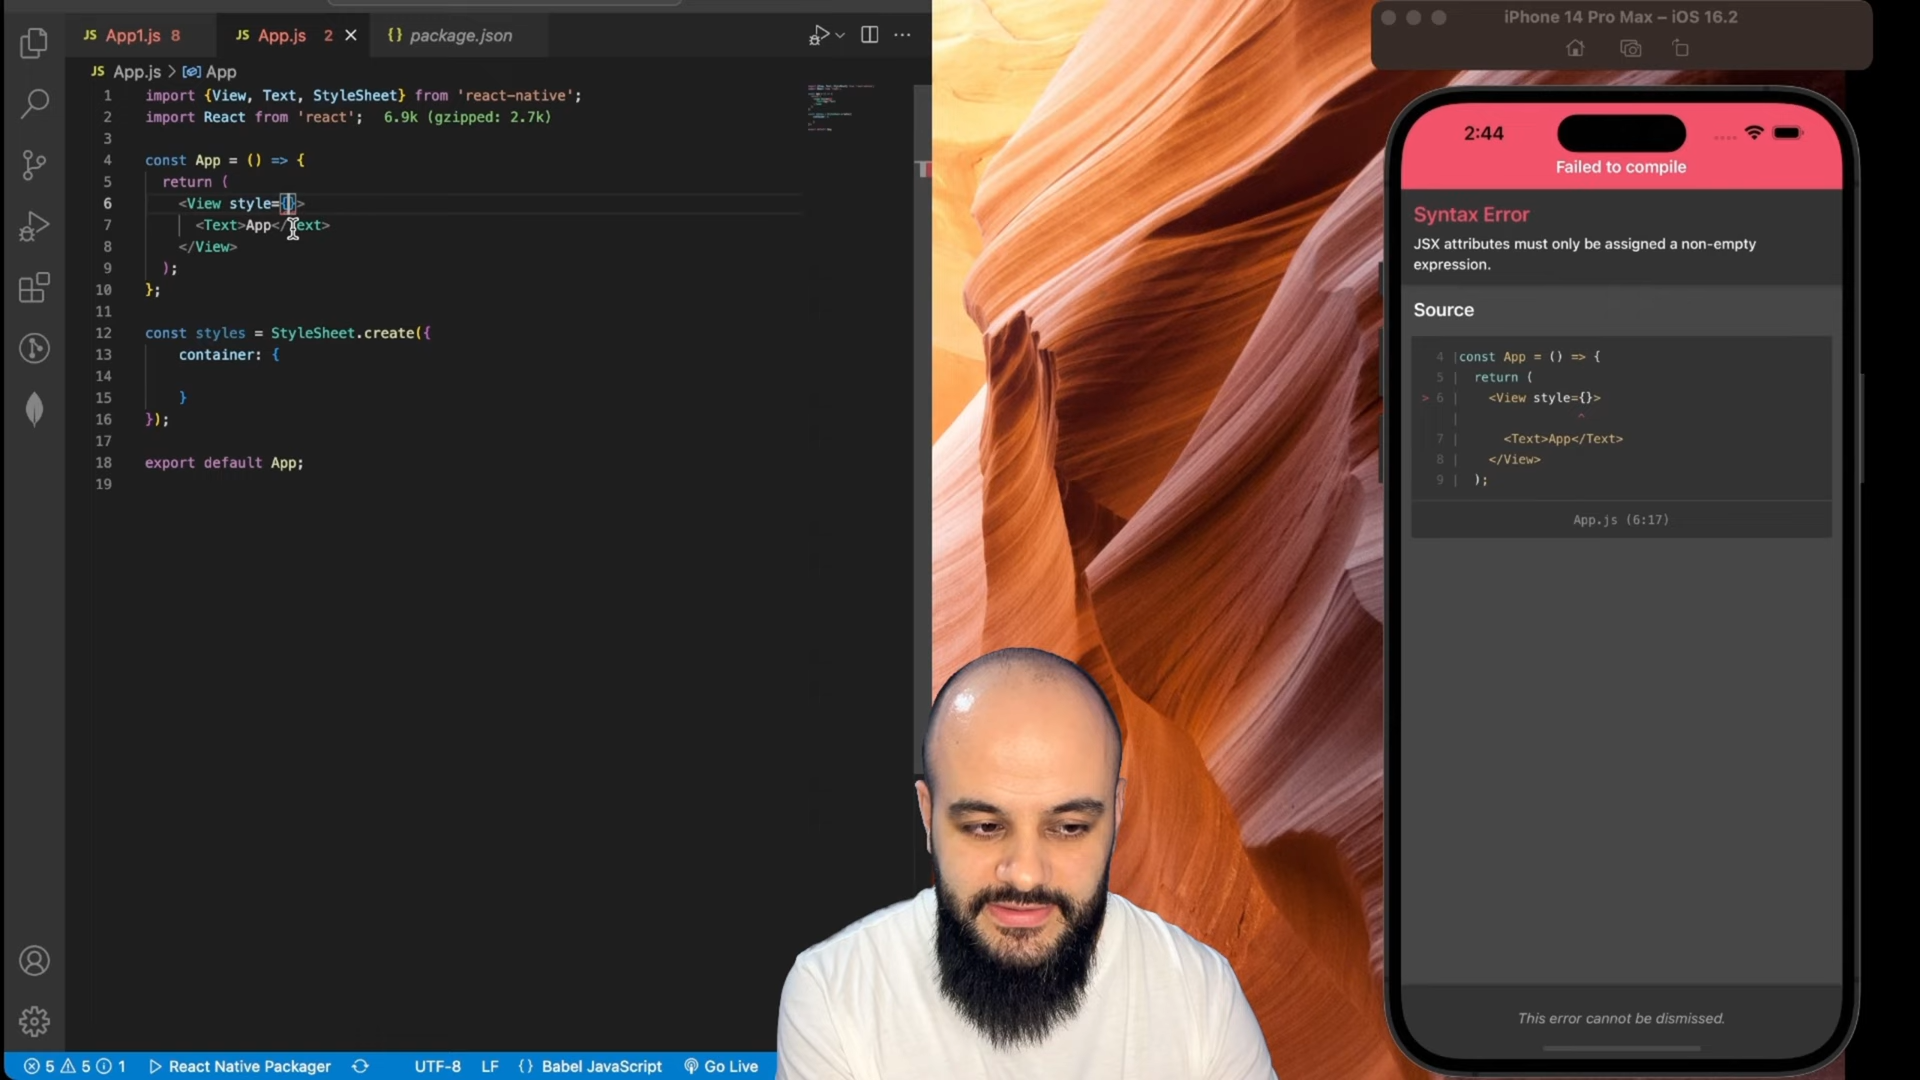 JS App1.js 8 JS App.js 2 {} package.json
JS App.js > App
1 import {View, Text, StyleSheet} from 'react-native';
2 import React from 'react'; 6.9k (gzipped: 2.7k)
3
4 const App = () => {
5 return (
6 <View style={}>
7 <Text>App</Text>
8 </View>
9 );
10 };
11
12 const styles = StyleSheet.create({
13 container: {
14
15 }
16 });
17
18 export default App;
19
5 5 1 React Native Packager UTF-8 LF {} Babel JavaScript Go Live
iPhone 14 Pro Max – iOS 16.2
2:44
Failed to compile
Syntax Error
JSX attributes must only be assigned a non-empty
expression.
Source
4 |const App = () => {
5 | return (
> 6 | <View style={}>
| ^
7 | <Text>App</Text>
8 | </View>
9 | );
App.js (6:17)
This error cannot be dismissed.